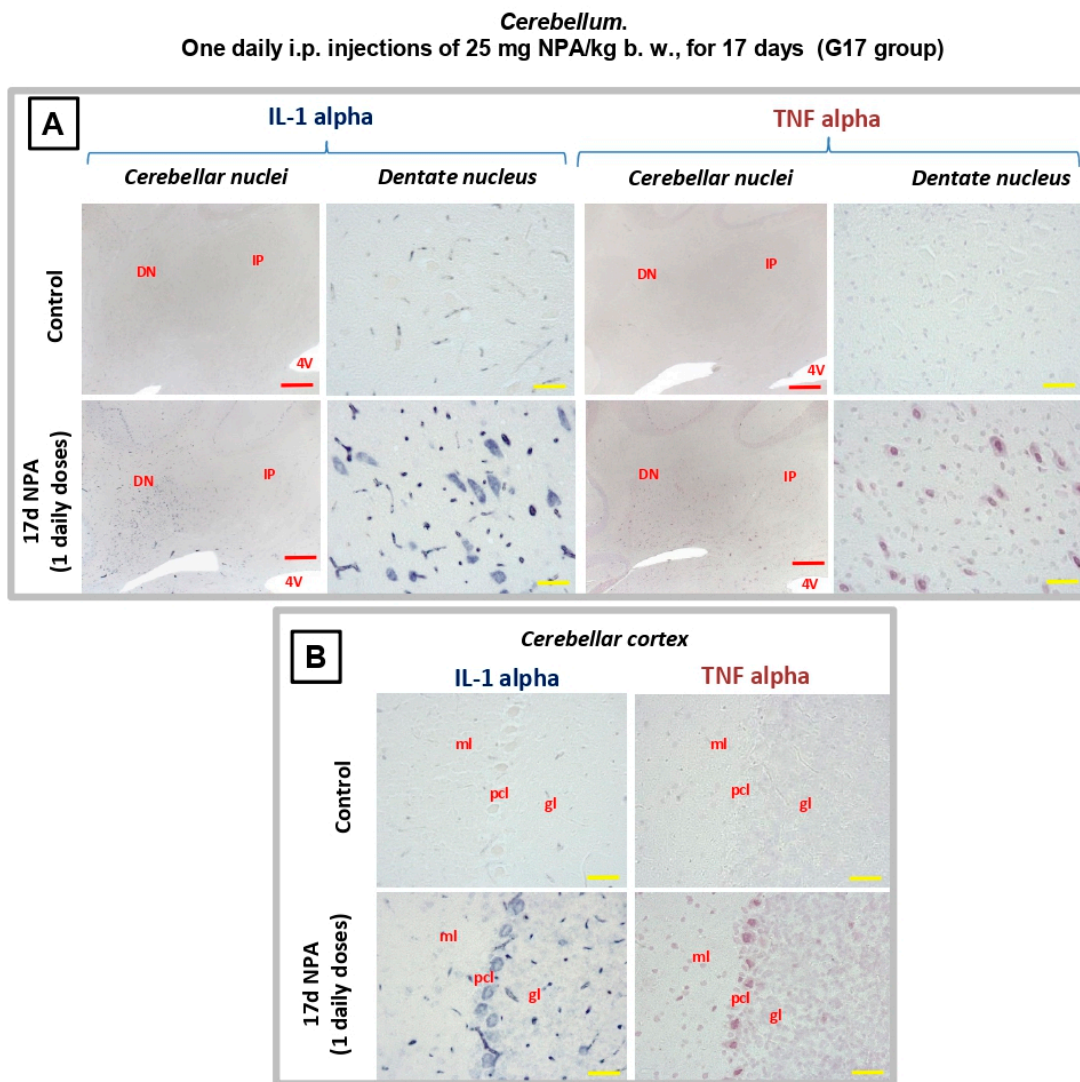 Cerebellum.
One daily i.p. injections of 25 mg NPA/kg b. w., for 17 days (G17 group)
A
IL-1 alpha
TNF alpha
Cerebellar nuclei
Dentate nucleus
Cerebellar nuclei
Dentate nucleus
Control
DN
IP
4V
DN
IP
4V
17d NPA
(1 daily doses)
DN
IP
4V
DN
IP
4V
B
Cerebellar cortex
IL-1 alpha
TNF alpha
Control
ml
pcl
gl
ml
pcl
gl
17d NPA
(1 daily doses)
ml
pcl
gl
ml
pcl
gl